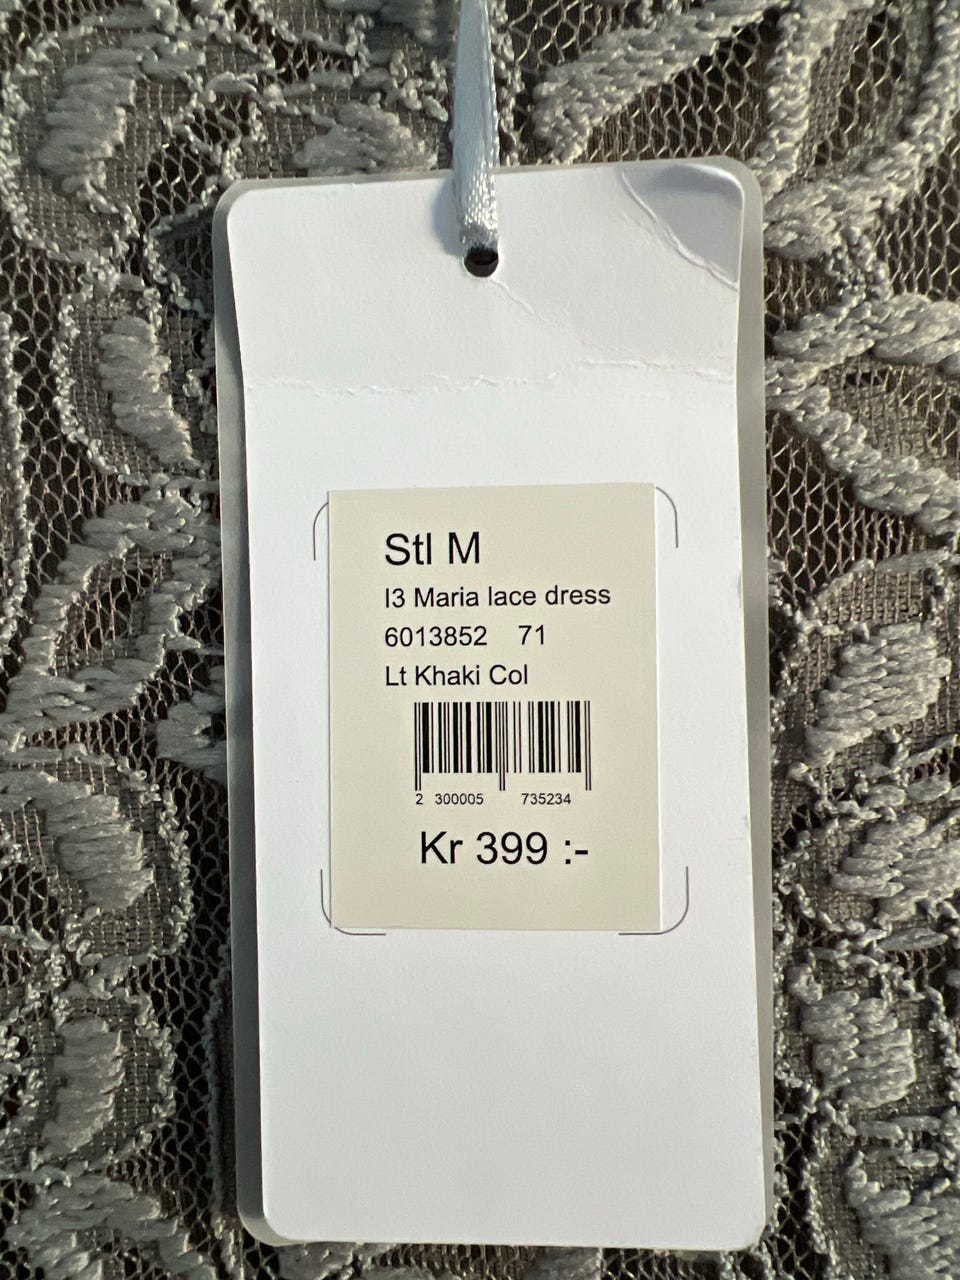 Stl M
I3 Maria lace dress
6013852 71
Lt Khaki Col
2 300005 735234
Kr 399 :-